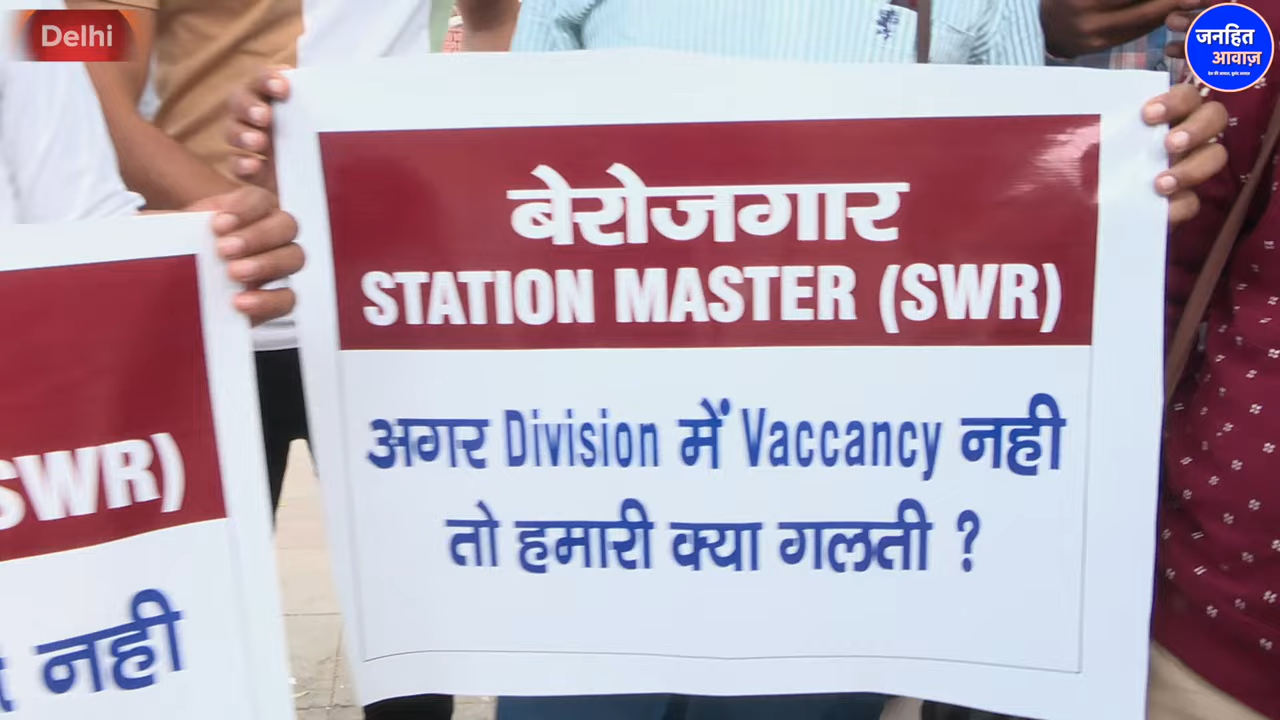 Delhi
जनहित
आवाज़
बेरोजगार
STATION MASTER (SWR)
अगर Division में Vaccancy नही
तो हमारी क्या गलती ?
SWR)
नही